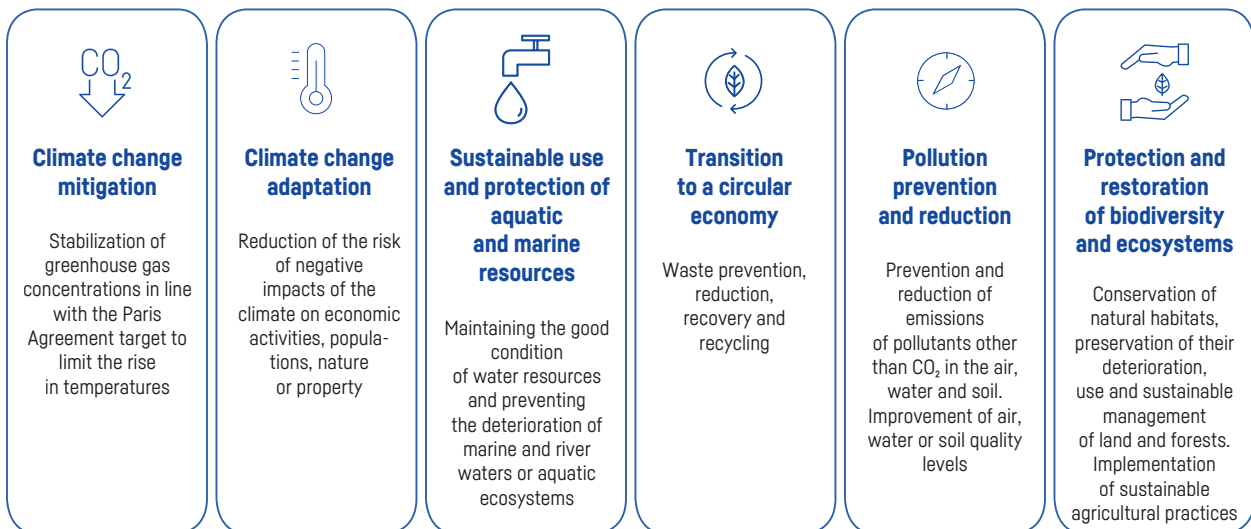 CO2
Climate change
mitigation
Stabilization of
greenhouse gas
concentrations in line
with the Paris
Agreement target to
limit the rise
in temperatures
Climate change
adaptation
Reduction of the risk
of negative
impacts of the
climate on economic
activities, popula-
tions, nature
or property
Sustainable use
and protection of
aquatic
and marine
resources
Maintaining the good
condition
of water resources
and preventing
the deterioration of
marine and river
waters or aquatic
ecosystems
Transition
to a circular
economy
Waste prevention,
reduction,
recovery and
recycling
Pollution
prevention
and reduction
Prevention and
reduction of
emissions
of pollutants other
than CO₂ in the air,
water and soil.
Improvement of air,
water or soil quality
levels
Protection and
restoration
of biodiversity
and ecosystems
Conservation of
natural habitats,
preservation of their
deterioration,
use and sustainable
management
of land and forests.
Implementation
of sustainable
agricultural practices